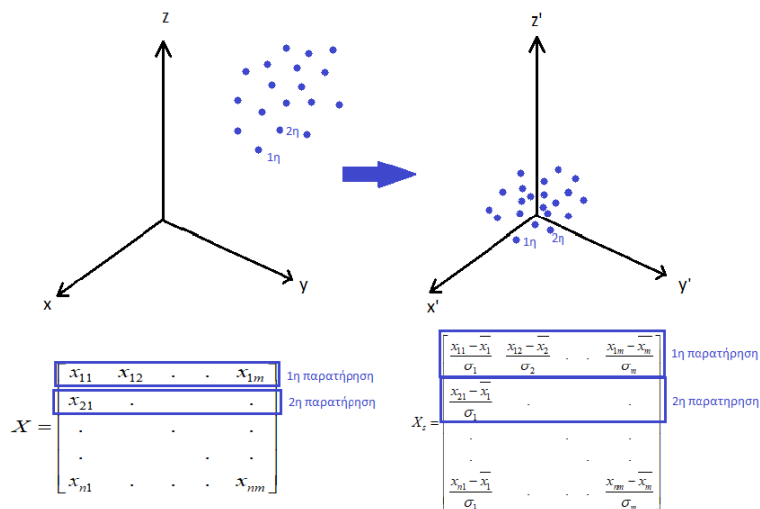 z
z'
2η
1η
1η
2η
x
y
x'
y'
X = [ x11 x12 . . x1m
x21 . .
. . .
. . .
xn1 . . . xnm ]
1η παρατήρηση
2η παρατήρηση
Xs = [ (x11 − x̄1)/σ1 (x12 − x̄2)/σ2 . . (x1m − x̄m)/σm
(x21 − x̄1)/σ1 . .
. .
. .
(xn1 − x̄1)/σ1 . . . (xnm − x̄m)/σm ]
1η παρατήρηση
2η παρατηρηση